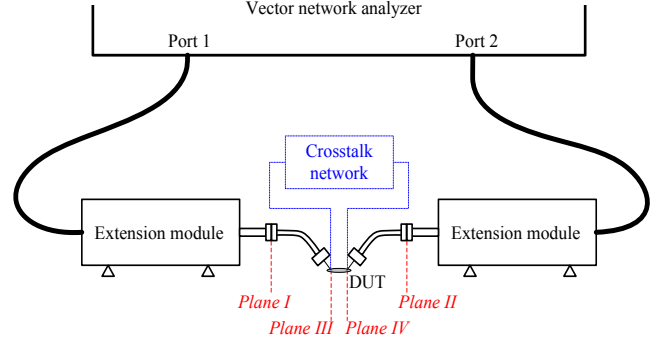 Vector network analyzer
Port 1
Port 2
Crosstalk
network
Extension module
Extension module
DUT
Plane I
Plane II
Plane III
Plane IV